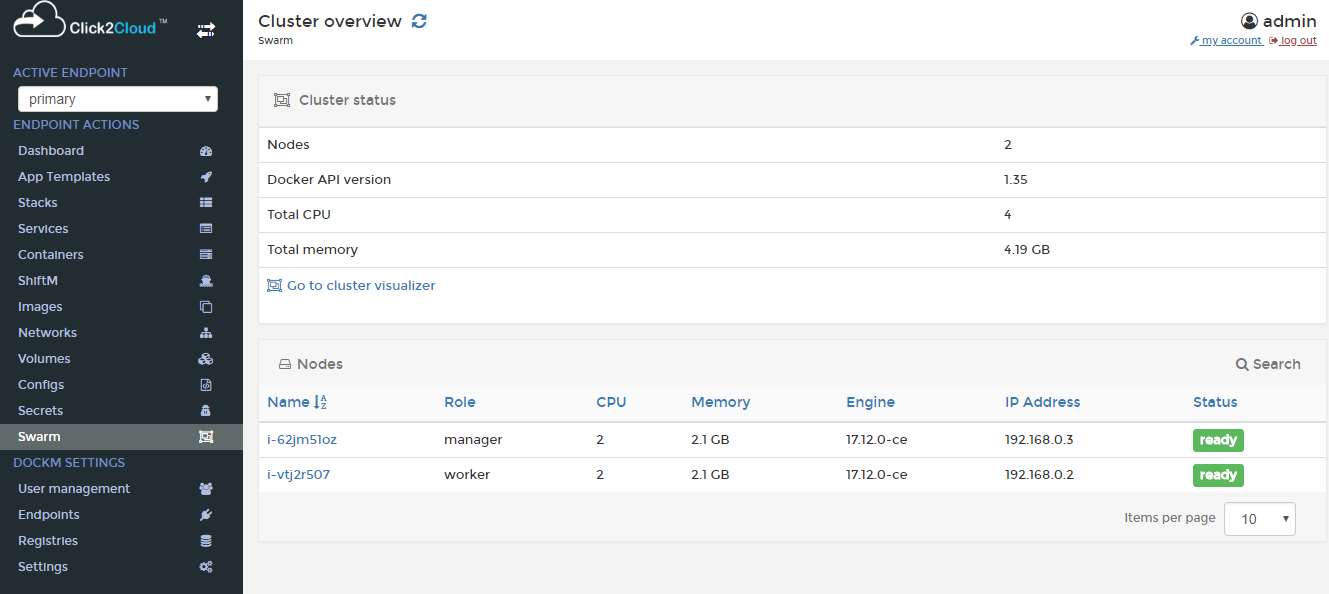 Click2Cloud™
ACTIVE ENDPOINT
primary
ENDPOINT ACTIONS
Dashboard
App Templates
Stacks
Services
Containers
ShiftM
Images
Networks
Volumes
Configs
Secrets
Swarm
DOCKM SETTINGS
User management
Endpoints
Registries
Settings
Cluster overview
Swarm
admin
my account log out
Cluster status
Nodes 2
Docker API version 1.35
Total CPU 4
Total memory 4.19 GB
Go to cluster visualizer
Nodes Search
Name Role CPU Memory Engine IP Address Status
i-62jm51oz manager 2 2.1 GB 17.12.0-ce 192.168.0.3 ready
i-vtj2r507 worker 2 2.1 GB 17.12.0-ce 192.168.0.2 ready
Items per page 10